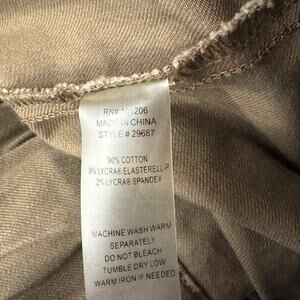 RN# 101206
MADE IN CHINA
STYLE # 29687
90% COTTON
8% LYCRA® ELASTERELL-P
2% LYCRA® SPANDEX
MACHINE WASH WARM
SEPARATELY
DO NOT BLEACH
TUMBLE DRY LOW
WARM IRON IF NEEDED